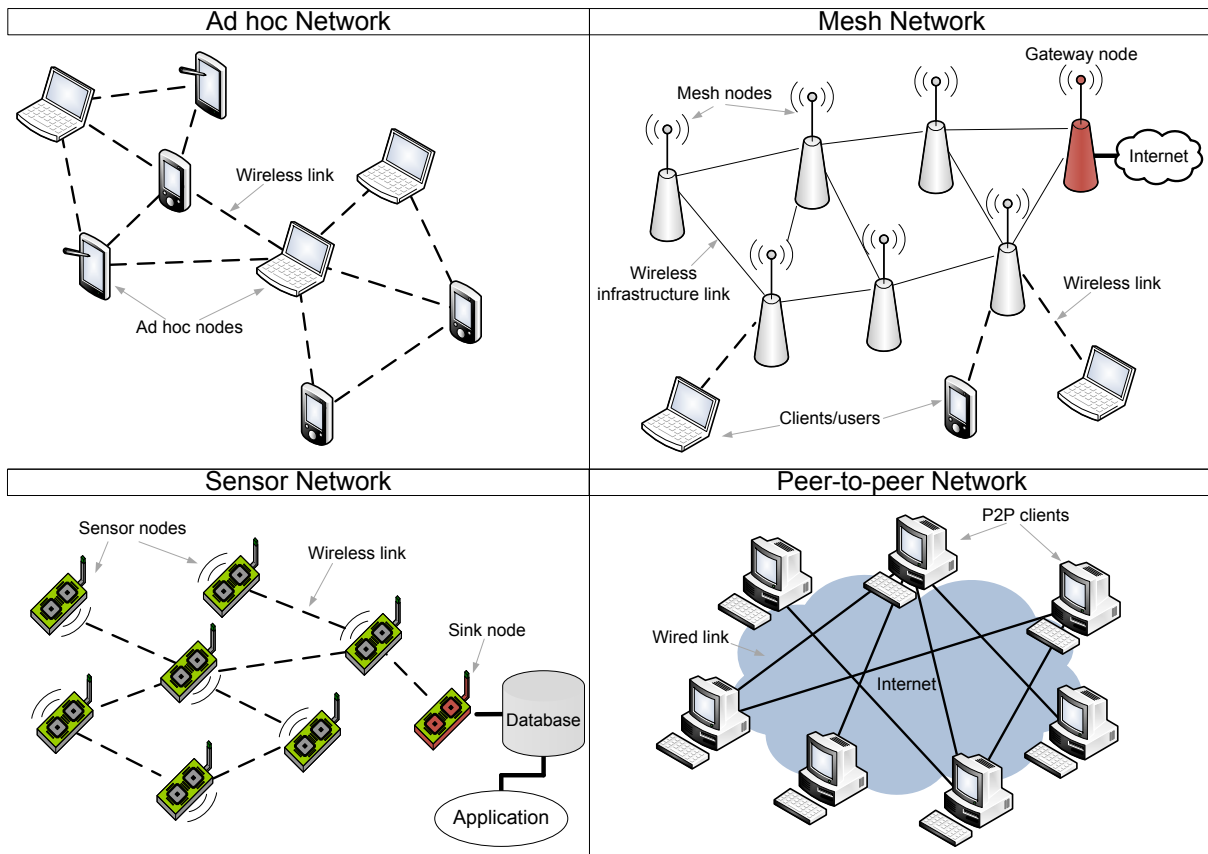 Ad hoc Network
Wireless link
Ad hoc nodes
Mesh Network
Gateway node
Mesh nodes
Internet
Wireless
infrastructure link
Wireless link
Clients/users
Sensor Network
Sensor nodes
Wireless link
Sink node
Database
Application
Peer-to-peer Network
P2P clients
Wired link
Internet